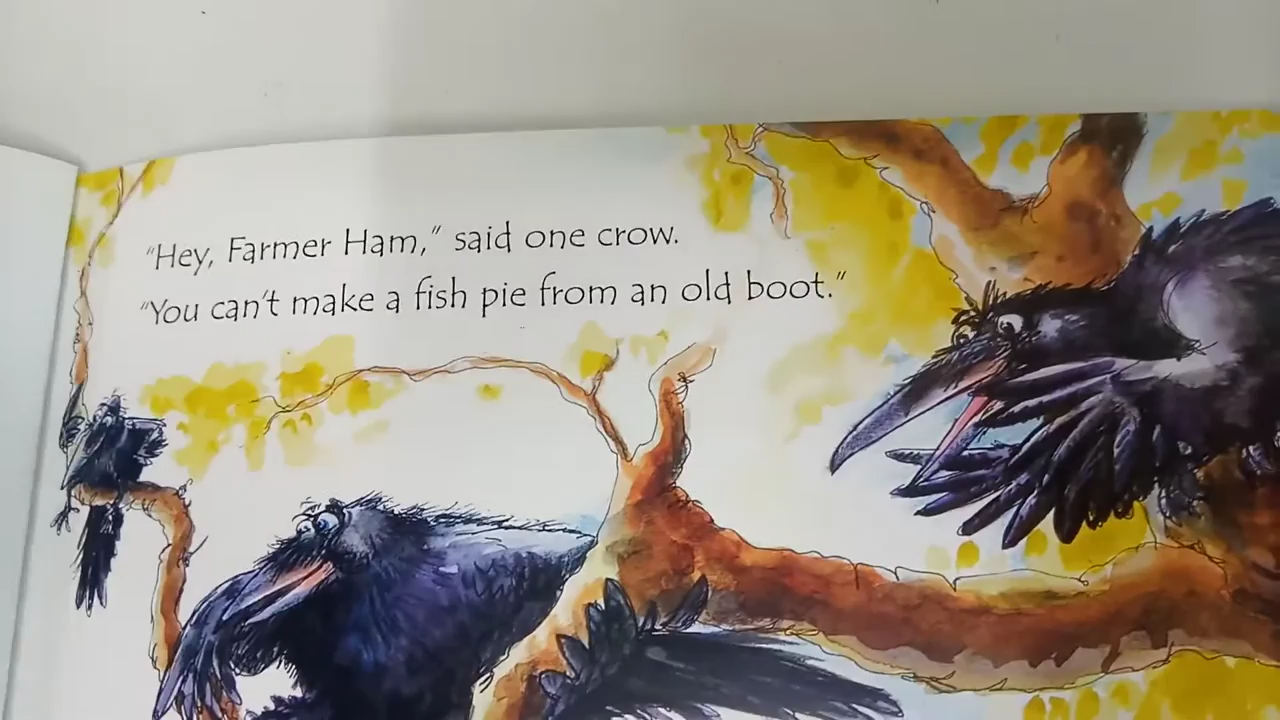 “Hey, Farmer Ham,” said one crow.
“You can't make a fish pie from an old boot.”